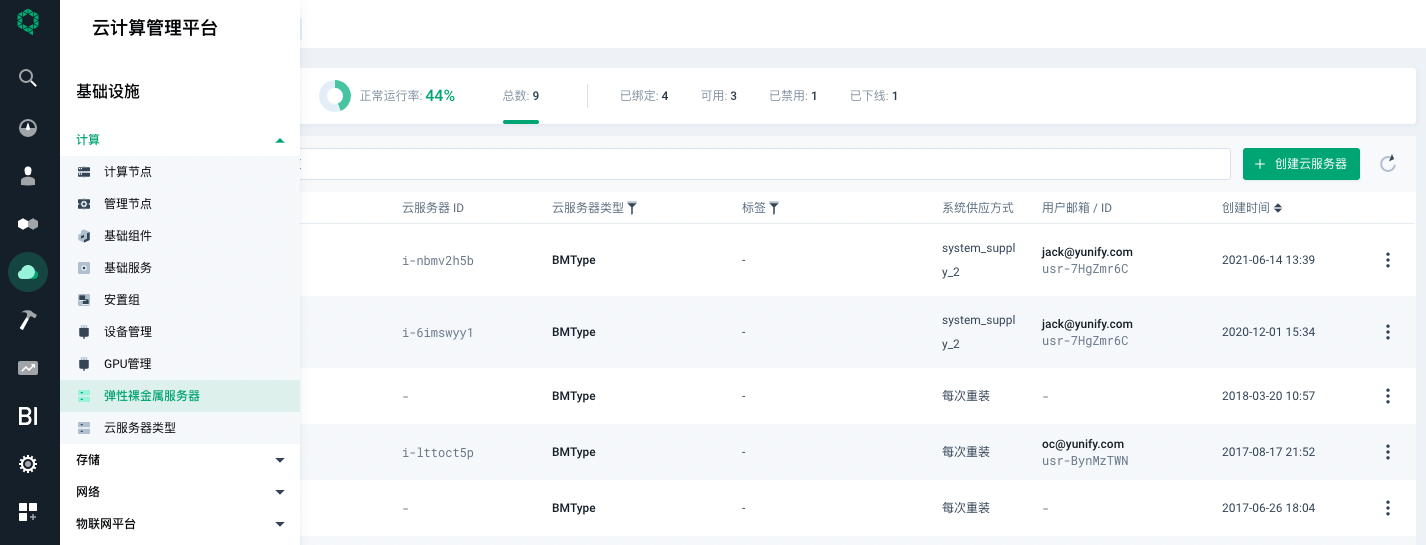 云计算管理平台
基础设施
计算
计算节点
管理节点
基础组件
基础服务
安置组
设备管理
GPU管理
弹性裸金属服务器
云服务器类型
存储
网络
物联网平台
BI
正常运行率: 44% 总数: 9 已绑定: 4 可用: 3 已禁用: 1 已下线: 1
创建云服务器
云服务器 ID 云服务器类型 标签 系统供应方式 用户邮箱 / ID 创建时间
i-nbmv2h5b BMType - system_suppl
y_2 jack@yunify.com
usr-7HgZmr6C 2021-06-14 13:39
i-6imswyy1 BMType - system_suppl
y_2 jack@yunify.com
usr-7HgZmr6C 2020-12-01 15:34
- BMType - 每次重装 - 2018-03-20 10:57
i-lttoct5p BMType - 每次重装 oc@yunify.com
usr-BynMzTWN 2017-08-17 21:52
- BMType - 每次重装 - 2017-06-26 18:04